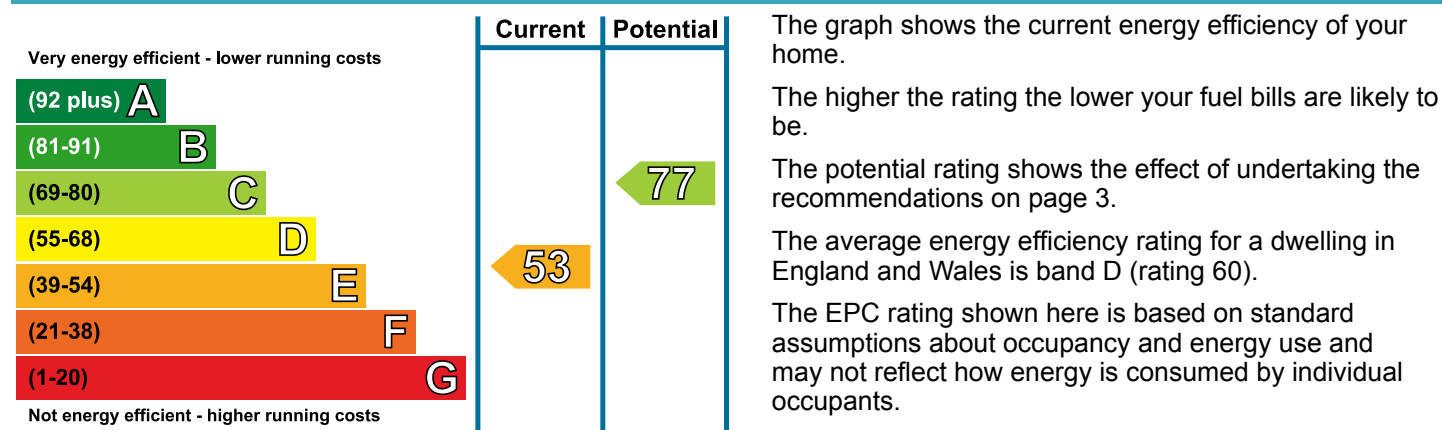 Current Potential
Very energy efficient - lower running costs
(92 plus) A
(81-91) B
(69-80) C
(55-68) D
(39-54) E
(21-38) F
(1-20) G
Not energy efficient - higher running costs
53
77
The graph shows the current energy efficiency of your
home.
The higher the rating the lower your fuel bills are likely to
be.
The potential rating shows the effect of undertaking the
recommendations on page 3.
The average energy efficiency rating for a dwelling in
England and Wales is band D (rating 60).
The EPC rating shown here is based on standard
assumptions about occupancy and energy use and
may not reflect how energy is consumed by individual
occupants.